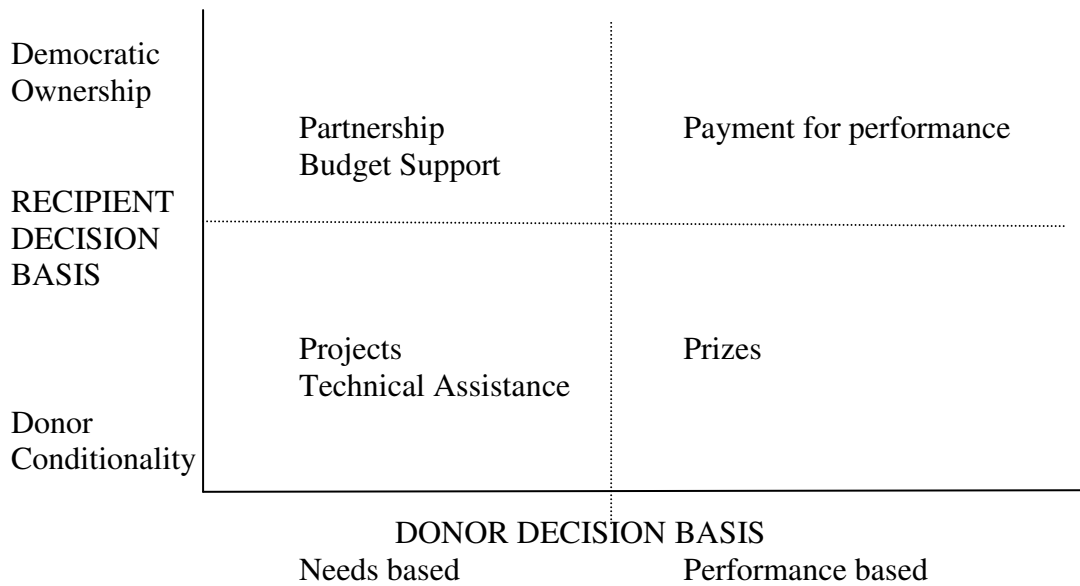 Democratic
Ownership
Partnership
Budget Support
Payment for performance
RECIPIENT
DECISION
BASIS
Projects
Technical Assistance
Prizes
Donor
Conditionality
DONOR DECISION BASIS
Needs based
Performance based